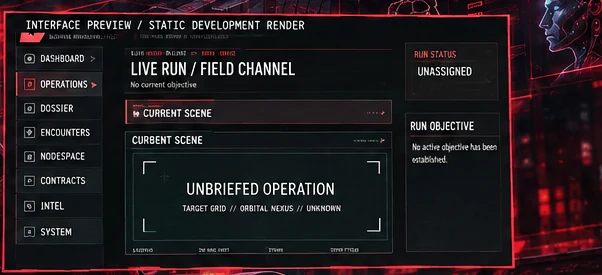 INTERFACE PREVIEW / STATIC DEVELOPMENT RENDER
DASHBOARD
OPERATIONS
DOSSIER
ENCOUNTERS
NODESPACE
CONTRACTS
INTEL
SYSTEM
LIVE RUN / FIELD CHANNEL
No current objective
CURRENT SCENE
CURBENT SCENE
UNBRIEFED OPERATION
TARGET GRID // ORBITAL NEXUS // UNKNOWN
RUN STATUS
UNASSIGNED
RUN OBJECTIVE
No active objective has been
established.